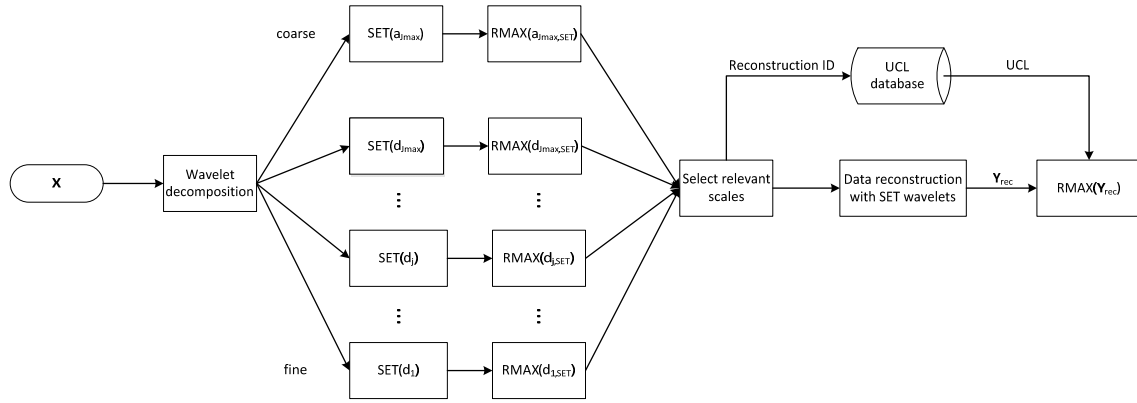 coarse
SET(aJmax)
RMAX(aJmax,SET)
Reconstruction ID
UCL
database
UCL
SET(dJmax)
RMAX(dJmax,SET)
X
Wavelet
decomposition
...
...
Select relevant
scales
Data reconstruction
with SET wavelets
Yrec
RMAX(Yrec)
SET(dj)
RMAX(dj,SET)
...
...
fine
SET(d1)
RMAX(d1,SET)